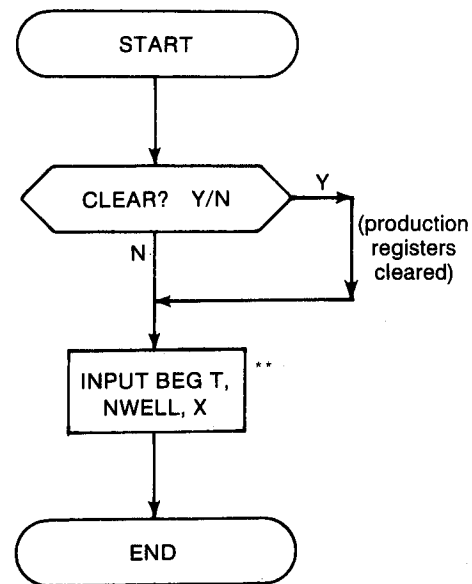 START
CLEAR? Y/N
Y
(production
registers
cleared)
N
INPUT BEG T,
NWELL, X
**
END